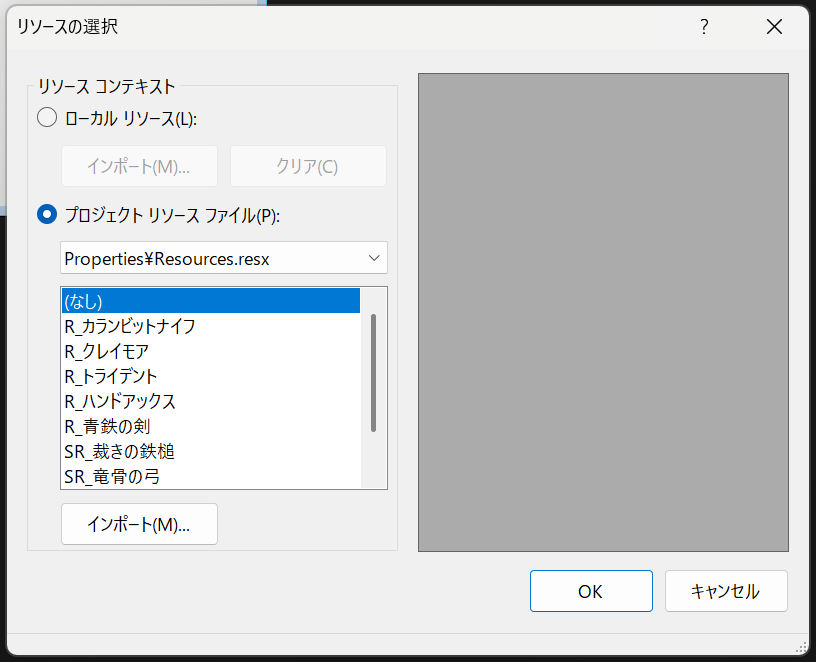 リソースの選択
?
リソース コンテキスト
ローカル リソース(L):
インポート(M)...
クリア(C)
プロジェクト リソース ファイル(P):
Properties¥Resources.resx
(なし)
R_カランビットナイフ
R_クレイモア
R_トライデント
R_ハンドアックス
R_青鉄の剣
SR_裁きの鉄槌
SR_竜骨の弓
インポート(M)...
OK
キャンセル